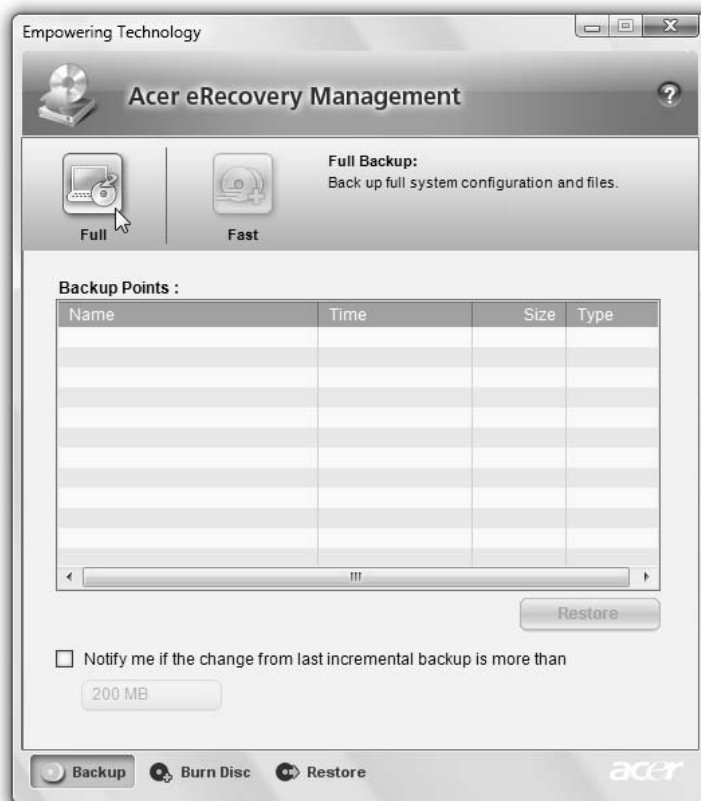 Empowering Technology
Acer eRecovery Management
?
Full Backup:
Back up full system configuration and files.
Full
Fast
Backup Points :
Name Time Size Type
Restore
Notify me if the change from last incremental backup is more than
200 MB
Backup Burn Disc Restore
acer